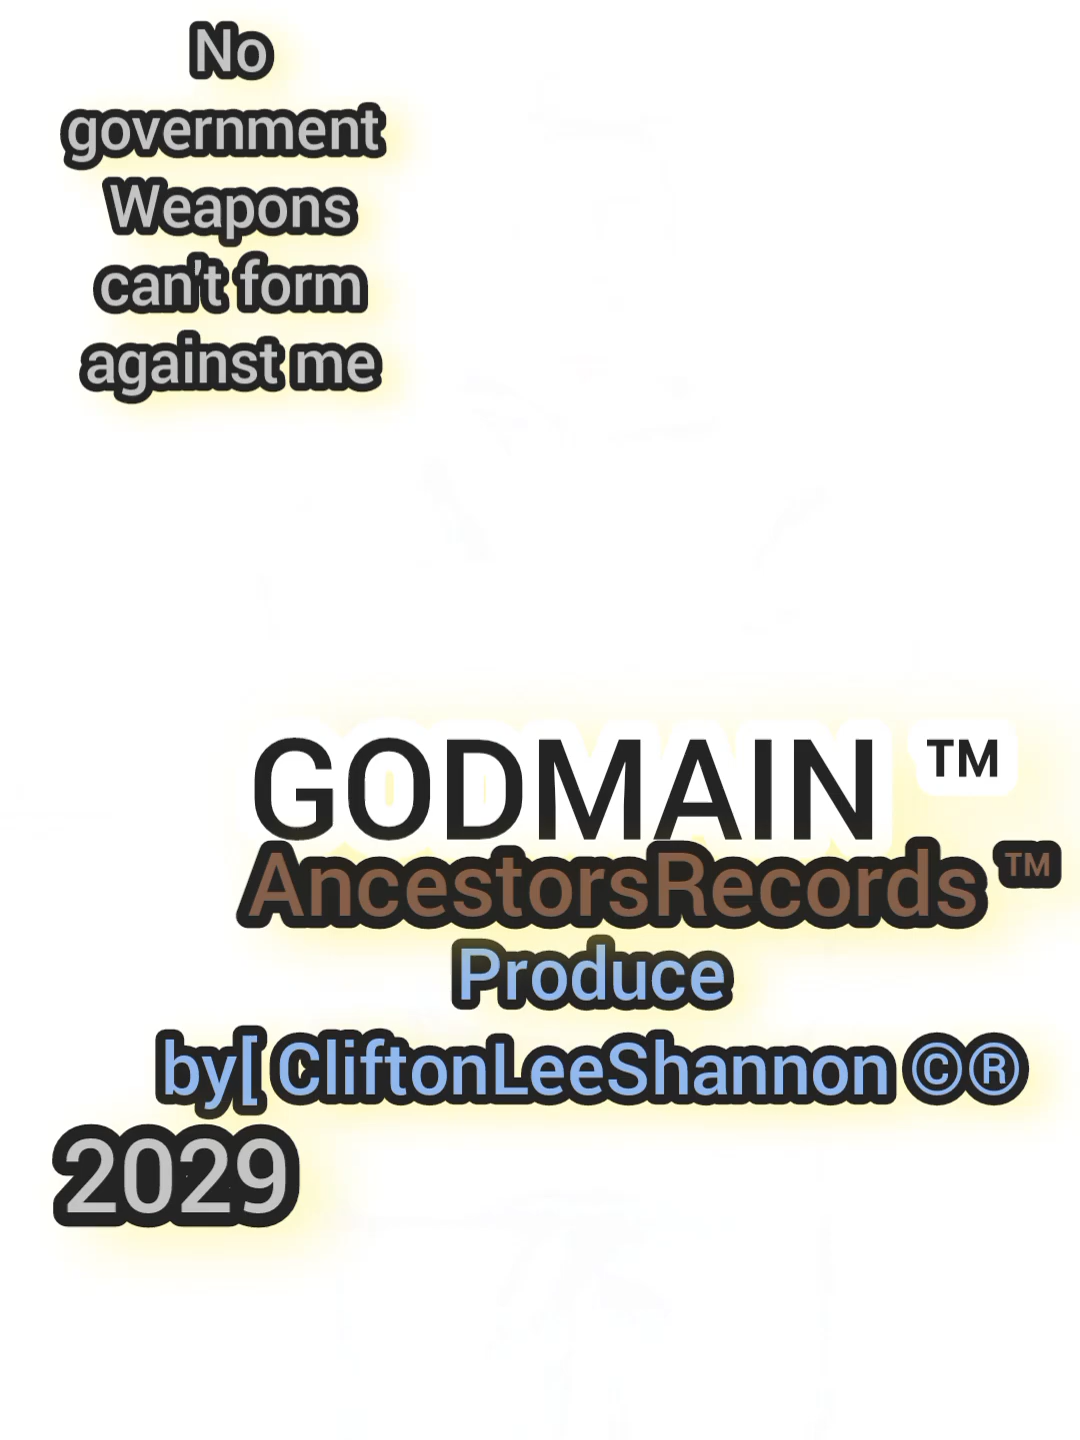 No
government
Weapons
can't form
against me
GODMAIN ™
AncestorsRecords ™
Produce
by[ CliftonLeeShannon ©®
2029